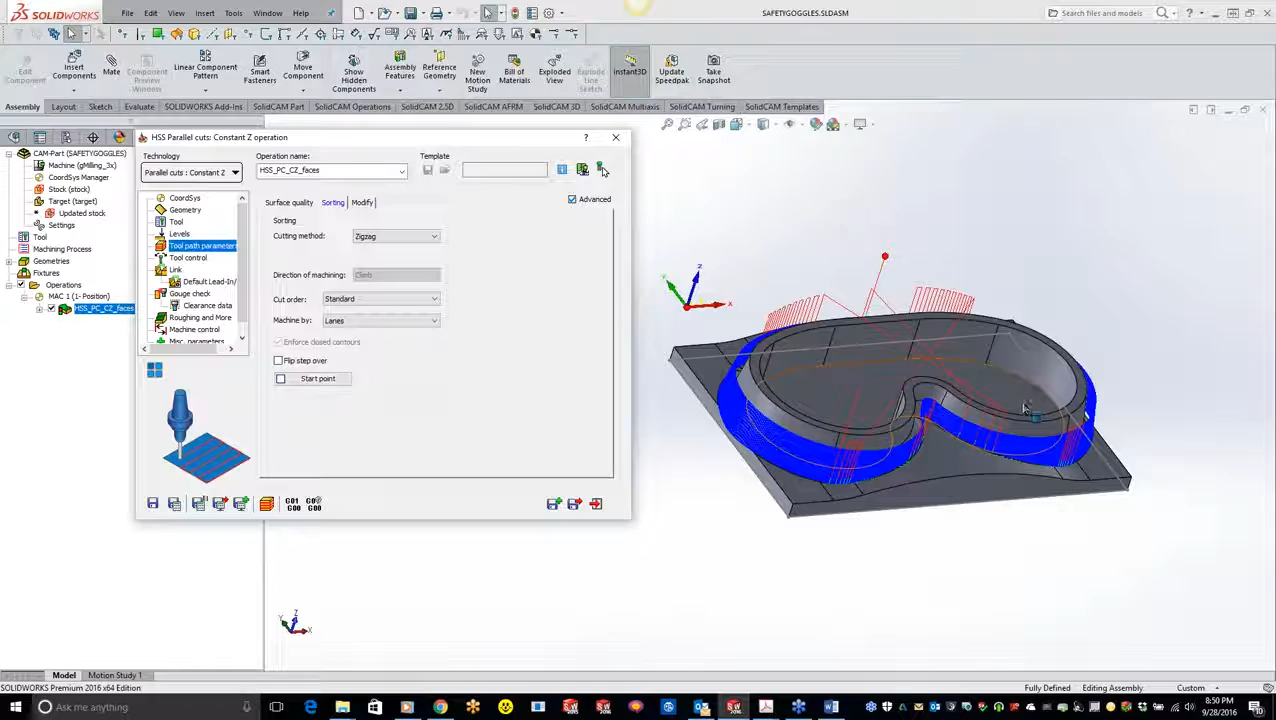 SOLIDWORKS File Edit View Insert Tools Window Help SAFETYGOGGLES.SLDASM Search files and models
Edit Component
Insert Components
Mate
Component Preview Window
Linear Component Pattern
Smart Fasteners
Move Component
Show Hidden Components
Assembly Features
Reference Geometry
New Motion Study
Bill of Materials
Exploded View
Explode Line Sketch
Instant3D
Update Speedpak
Take Snapshot
Assembly Layout Sketch Evaluate SOLIDWORKS Add-Ins SolidCAM Part SolidCAM Operations SolidCAM 2.5D SolidCAM AFRM SolidCAM 3D SolidCAM Multiaxis SolidCAM Turning SolidCAM Templates
CAM-Part (SAFETYGOGGLES)
Machine (gMilling_3x)
CoordSys Manager
Stock (stock)
Target (target)
Updated stock
Settings
Tool
Machining Process
Geometries
Fixtures
Operations
MAC 1 (1- Position)
HSS_PC_CZ_faces
HSS Parallel cuts: Constant Z operation
Technology
Parallel cuts : Constant Z
Operation name:
HSS_PC_CZ_faces
Template
CoordSys
Geometry
Tool
Levels
Tool path parameters
Tool control
Link
Default Lead-In/
Gouge check
Clearance data
Roughing and More
Machine control
Misc. parameters
Surface quality Sorting Modify
Advanced
Sorting
Cutting method: Zigzag
Direction of machining: Climb
Cut order: Standard
Machine by: Lanes
Enforce closed contours
Flip step over
Start point
G01 G00
G0 G00
Z
Y
X
Z
Y
X
Model Motion Study 1
SOLIDWORKS Premium 2016 x64 Edition Fully Defined Editing Assembly Custom
Ask me anything
8:50 PM
9/28/2016